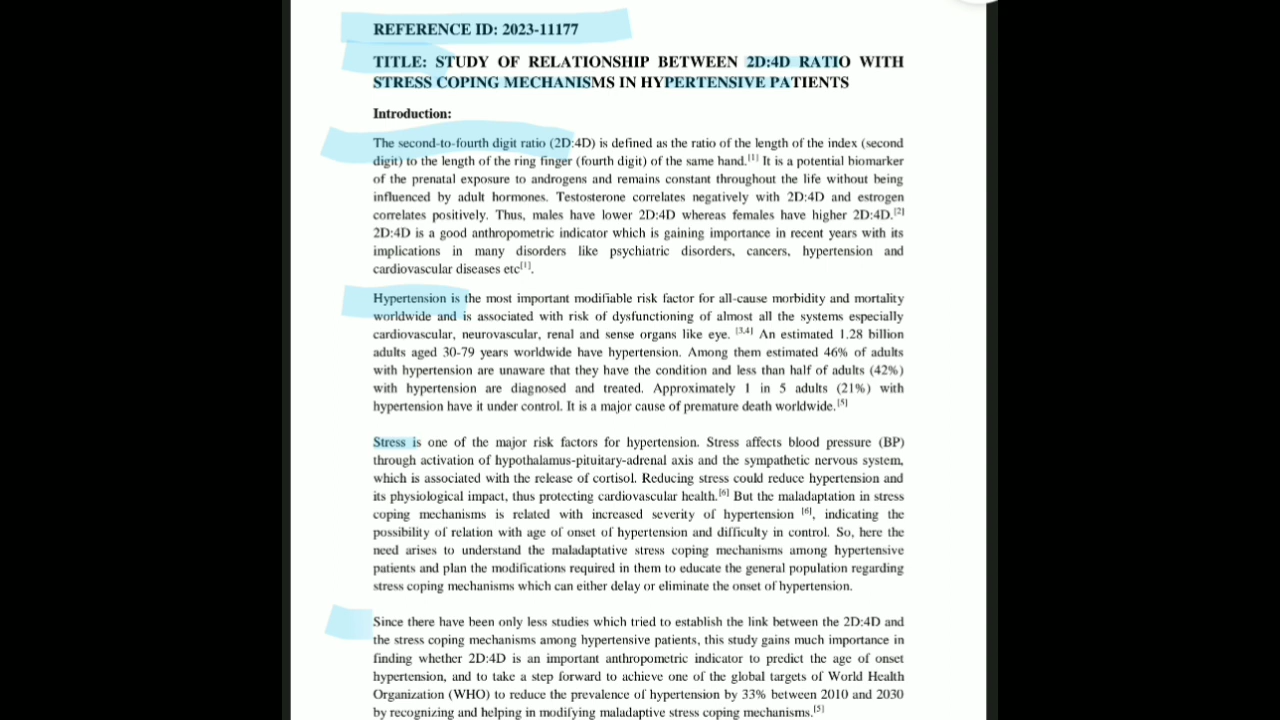 REFERENCE ID: 2023-11177
TITLE: STUDY OF RELATIONSHIP BETWEEN 2D:4D RATIO WITH
STRESS COPING MECHANISMS IN HYPERTENSIVE PATIENTS
Introduction:
The second-to-fourth digit ratio (2D:4D) is defined as the ratio of the length of the index (second
digit) to the length of the ring finger (fourth digit) of the same hand.[1] It is a potential biomarker
of the prenatal exposure to androgens and remains constant throughout the life without being
influenced by adult hormones. Testosterone correlates negatively with 2D:4D and estrogen
correlates positively. Thus, males have lower 2D:4D whereas females have higher 2D:4D.[2]
2D:4D is a good anthropometric indicator which is gaining importance in recent years with its
implications in many disorders like psychiatric disorders, cancers, hypertension and
cardiovascular diseases etc[1].
Hypertension is the most important modifiable risk factor for all-cause morbidity and mortality
worldwide and is associated with risk of dysfunctioning of almost all the systems especially
cardiovascular, neurovascular, renal and sense organs like eye. [3,4] An estimated 1.28 billion
adults aged 30-79 years worldwide have hypertension. Among them estimated 46% of adults
with hypertension are unaware that they have the condition and less than half of adults (42%)
with hypertension are diagnosed and treated. Approximately 1 in 5 adults (21%) with
hypertension have it under control. It is a major cause of premature death worldwide.[5]
Stress is one of the major risk factors for hypertension. Stress affects blood pressure (BP)
through activation of hypothalamus-pituitary-adrenal axis and the sympathetic nervous system,
which is associated with the release of cortisol. Reducing stress could reduce hypertension and
its physiological impact, thus protecting cardiovascular health.[6] But the maladaptation in stress
coping mechanisms is related with increased severity of hypertension [6], indicating the
possibility of relation with age of onset of hypertension and difficulty in control. So, here the
need arises to understand the maladaptative stress coping mechanisms among hypertensive
patients and plan the modifications required in them to educate the general population regarding
stress coping mechanisms which can either delay or eliminate the onset of hypertension.
Since there have been only less studies which tried to establish the link between the 2D:4D and
the stress coping mechanisms among hypertensive patients, this study gains much importance in
finding whether 2D:4D is an important anthropometric indicator to predict the age of onset
hypertension, and to take a step forward to achieve one of the global targets of World Health
Organization (WHO) to reduce the prevalence of hypertension by 33% between 2010 and 2030
by recognizing and helping in modifying maladaptive stress coping mechanisms.[5]